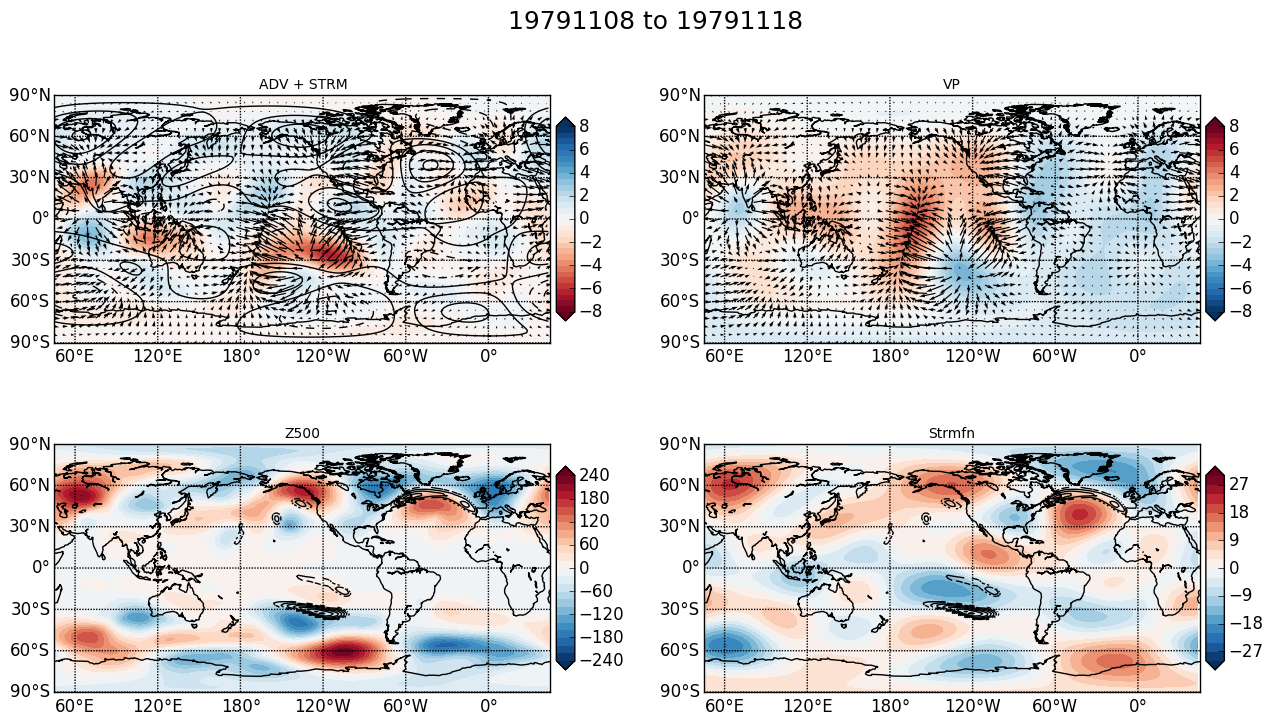 19791108 to 19791118
ADV + STRM
90°N
60°N
30°N
0°
30°S
60°S
90°S
60°E 120°E 180° 120°W 60°W 0°
8
6
4
2
0
−2
−4
−6
−8
VP
90°N
60°N
30°N
0°
30°S
60°S
90°S
60°E 120°E 180° 120°W 60°W 0°
8
6
4
2
0
−2
−4
−6
−8
Z500
90°N
60°N
30°N
0°
30°S
60°S
90°S
60°E 120°E 180° 120°W 60°W 0°
240
180
120
60
0
−60
−120
−180
−240
Strmfn
90°N
60°N
30°N
0°
30°S
60°S
90°S
60°E 120°E 180° 120°W 60°W 0°
27
18
9
0
−9
−18
−27